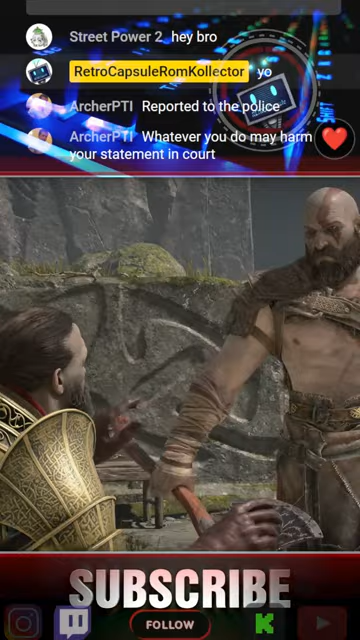 Street Power 2 hey bro
RetroCapsuleRomKollector yo
ArcherPTI Reported to the police
ArcherPTI Whatever you do may harm
your statement in court
SHIFT
SUBSCRIBE
FOLLOW